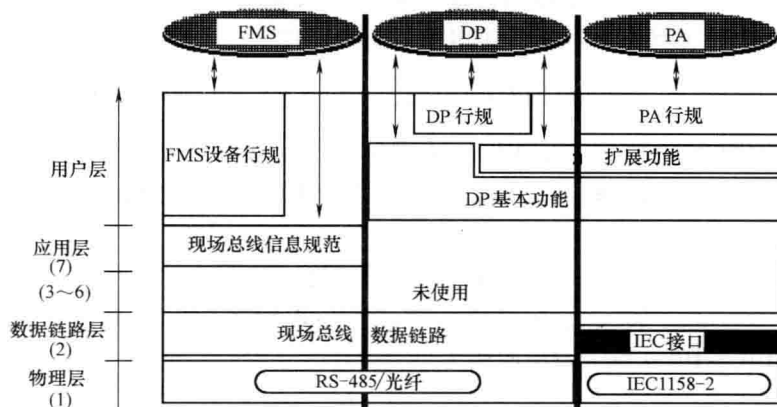 FMS
DP
PA
DP 行规
PA 行规
用户层
FMS设备行规
扩展功能
DP基本功能
应用层
(7)
现场总线信息规范
(3～6)
未使用
数据链路层
(2)
现场总线 数据链路
IEC接口
物理层
(1)
RS-485/光纤
IEC1158-2